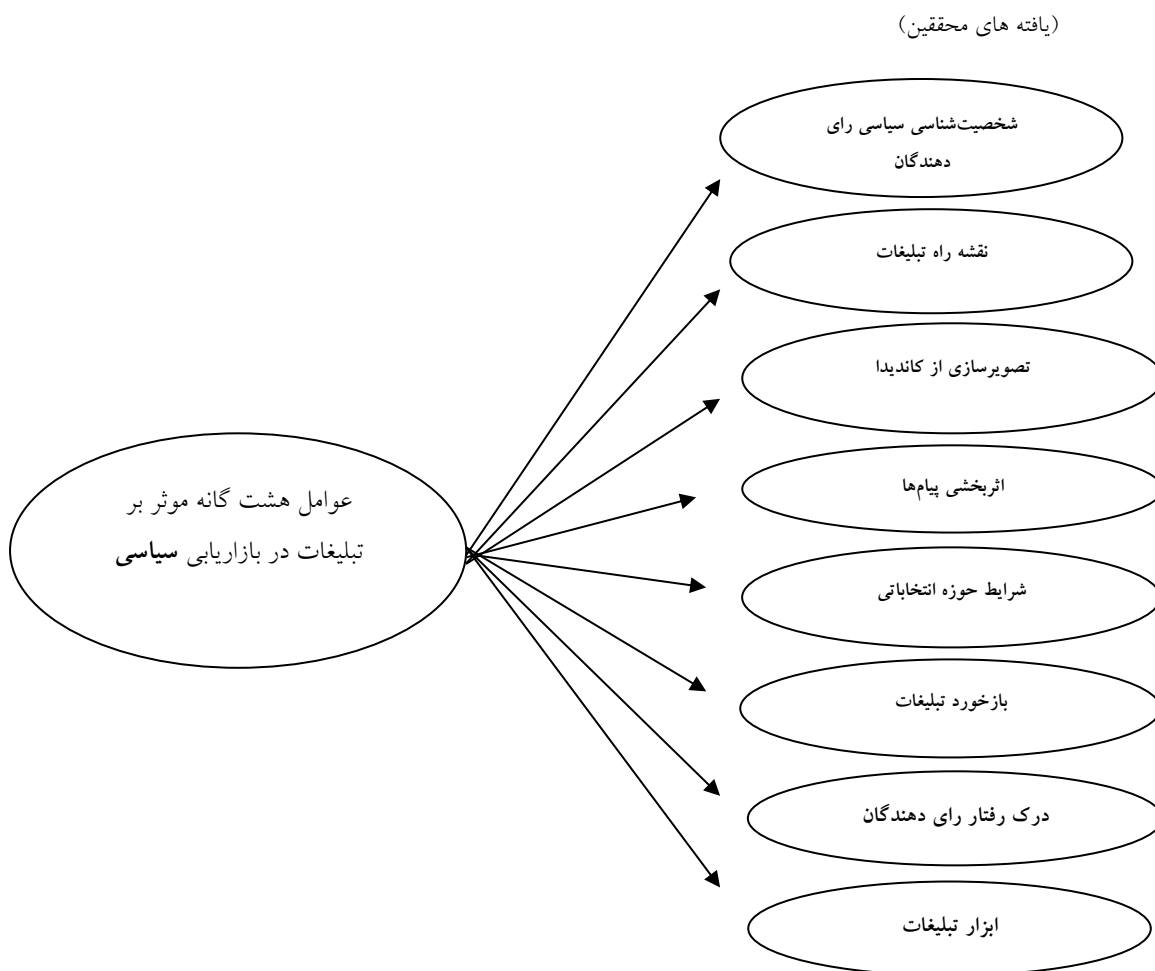 (یافته های محققین)
شخصیت‌شناسی سیاسی رای
دهندگان
نقشه راه تبلیغات
تصویرسازی از کاندیدا
اثربخشی پیام‌ها
شرایط حوزه انتخاباتی
بازخورد تبلیغات
درک رفتار رای دهندگان
ابزار تبلیغات
عوامل هشت گانه موثر بر
تبلیغات در بازاریابی سیاسی